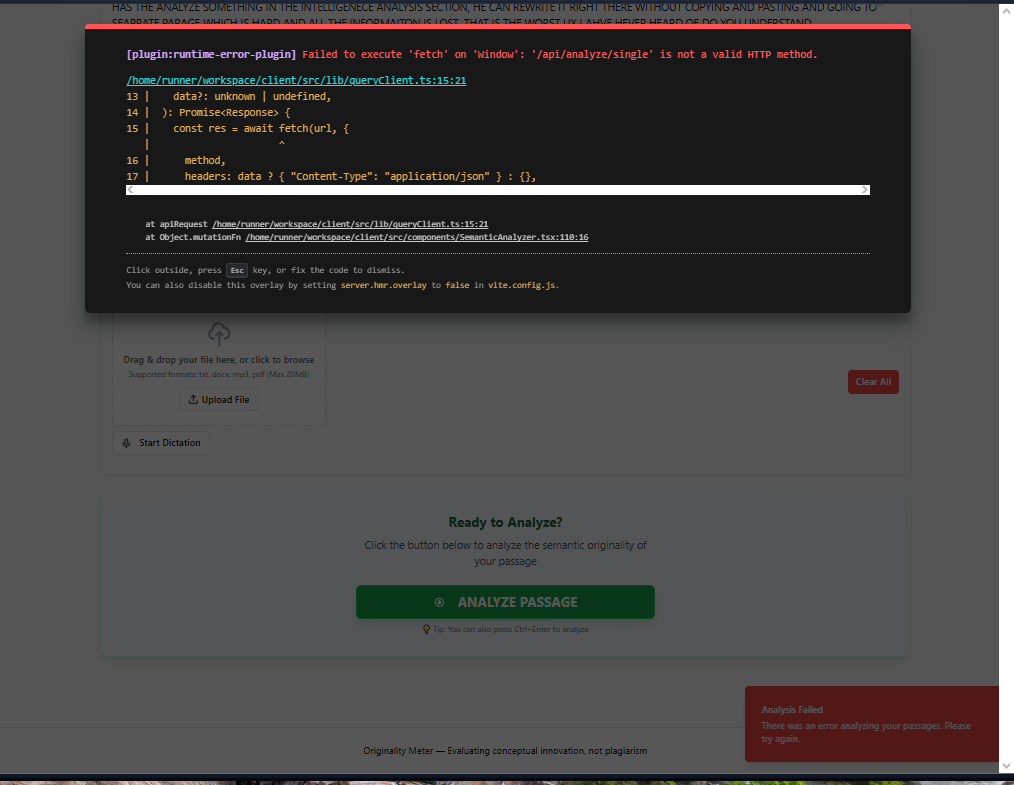 HAS THE ANALYZE SOMETHING IN THE INTELLIGENECE ANALYSIS SECTION, HE CAN REWRITE IT RIGHT THERE WITHOUT COPYING AND PASTING AND GOING TO
SEAPRATE PARAGE WHICH IS HARD AND ALL THE INFORMAITON IS LOST. THAT IS THE WORST UX I AHVE HEVER HEARD OF DO YOU UNDERSTAND
[plugin:runtime-error-plugin] Failed to execute 'fetch' on 'Window': '/api/analyze/single' is not a valid HTTP method.
/home/runner/workspace/client/src/lib/queryClient.ts:15:21
13 |    data?: unknown | undefined,
14 |  ): Promise<Response> {
15 |    const res = await fetch(url, {
   |                      ^
16 |      method,
17 |      headers: data ? { "Content-Type": "application/json" } : {},
at apiRequest /home/runner/workspace/client/src/lib/queryClient.ts:15:21
at Object.mutationFn /home/runner/workspace/client/src/components/SemanticAnalyzer.tsx:110:16
Click outside, press Esc key, or fix the code to dismiss.
You can also disable this overlay by setting server.hmr.overlay to false in vite.config.js.
Drag & drop your file here, or click to browse
Supported formats: txt, docx, mp3, pdf (Max 20MB)
Upload File
Clear All
Start Dictation
Ready to Analyze?
Click the button below to analyze the semantic originality of
your passage
ANALYZE PASSAGE
💡 Tip: You can also press Ctrl+Enter to analyze
Analysis Failed
There was an error analyzing your passages. Please
try again.
Originality Meter — Evaluating conceptual innovation, not plagiarism